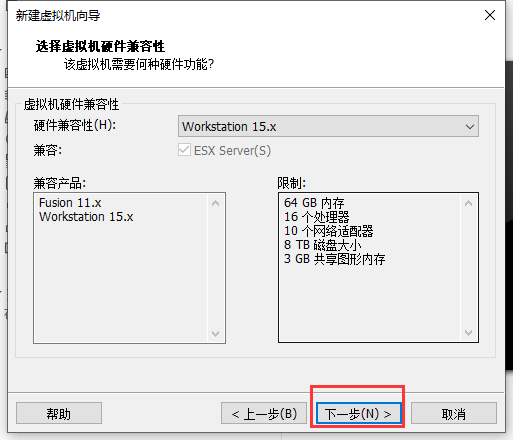 新建虚拟机向导
选择虚拟机硬件兼容性
该虚拟机需要何种硬件功能?
虚拟机硬件兼容性
硬件兼容性(H): Workstation 15.x
兼容: ESX Server(S)
兼容产品:
Fusion 11.x
Workstation 15.x
限制:
64 GB 内存
16 个处理器
10 个网络适配器
8 TB 磁盘大小
3 GB 共享图形内存
帮助 < 上一步(B) 下一步(N) > 取消